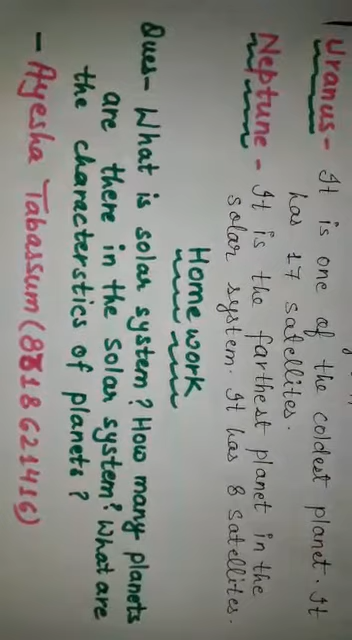 Uranus - It is one of the coldest planet. It
has 17 satellites.
Neptune - It is the farthest planet in the
solar system. It has 8 satellites.
Home work
Ques- What is solar system? How many planets
are there in the solar system? What are
the characterstics of planets?
- Ayesha Tabassum (8818621416)